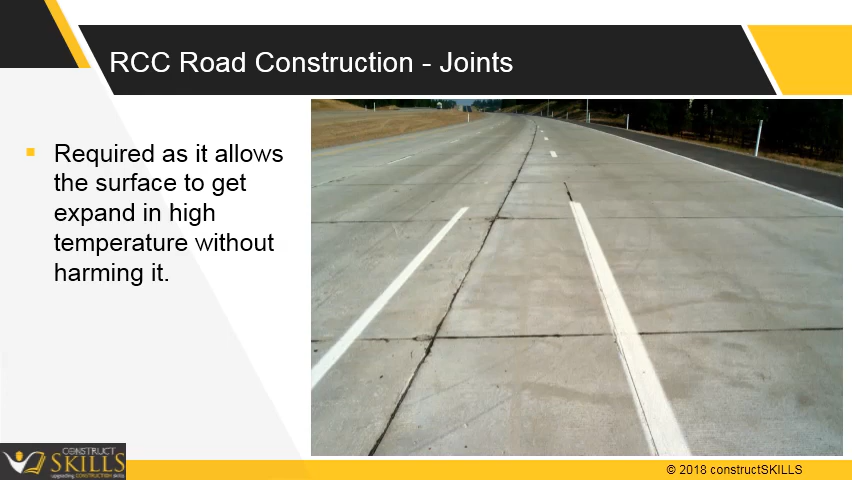 RCC Road Construction - Joints
Required as it allows
the surface to get
expand in high
temperature without
harming it.
CONSTRUCT
SKILLS
upgrading CONSTRUCTION skills
© 2018 constructSKILLS